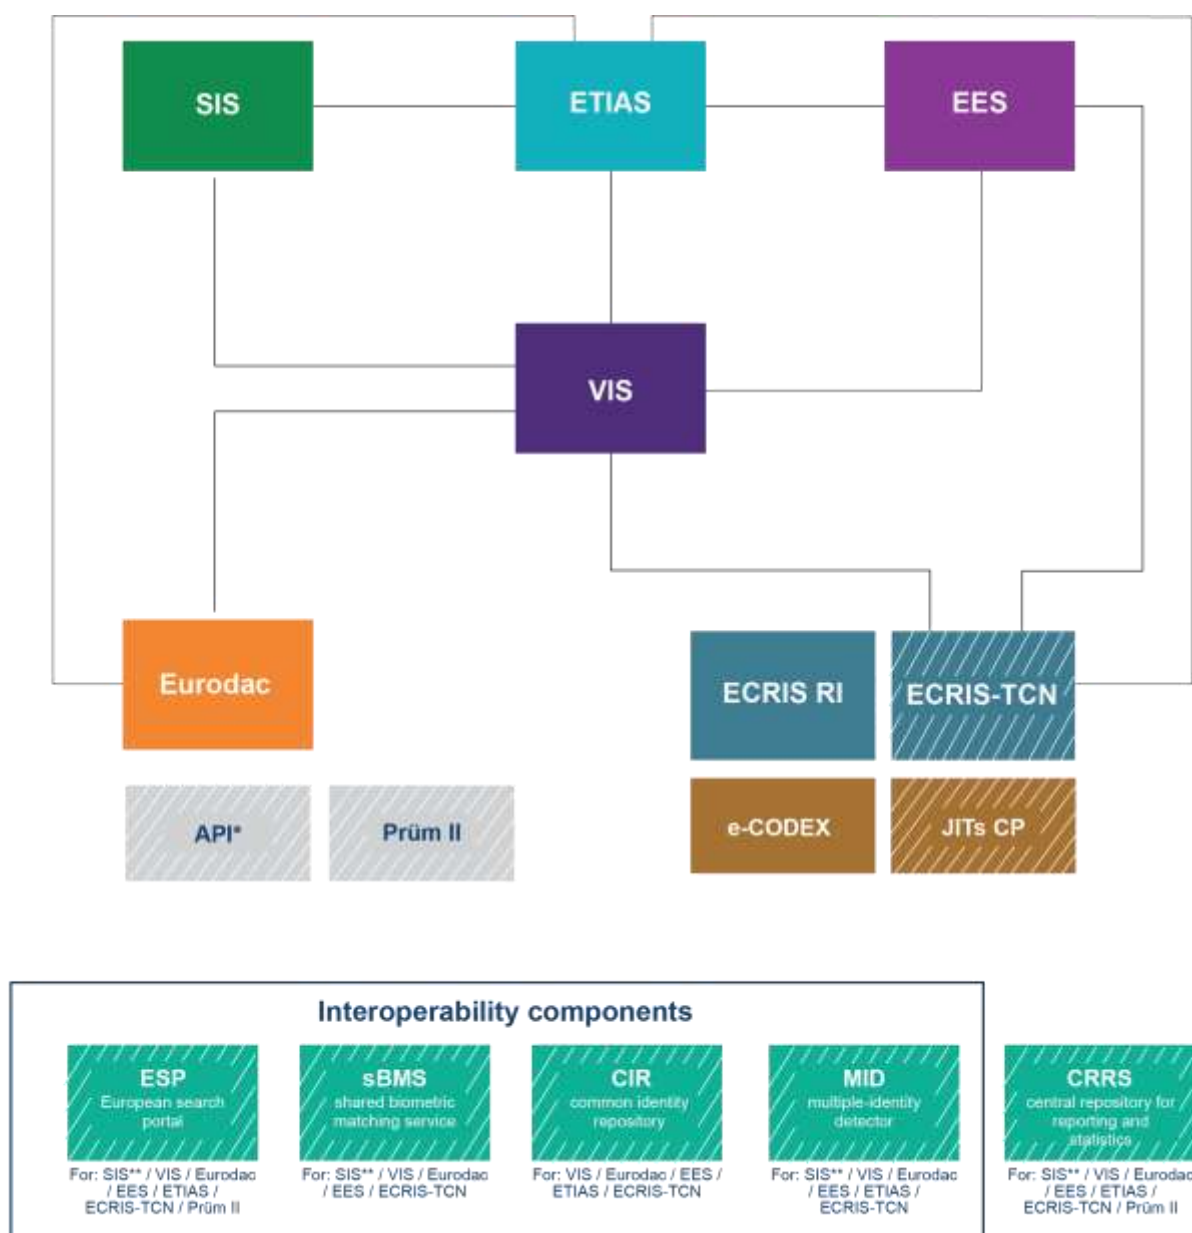 SIS
ETIAS
EES
VIS
Eurodac
ECRIS RI
ECRIS-TCN
API*
Prüm II
e-CODEX
JITs CP
Interoperability components
ESP
European search
portal
For: SIS** / VIS / Eurodac
/ EES / ETIAS /
ECRIS-TCN / Prüm II
sBMS
shared biometric
matching service
For: SIS** / VIS / Eurodac
/ EES / ECRIS-TCN
CIR
common identity
repository
For: VIS / Eurodac / EES /
ETIAS / ECRIS-TCN
MID
multiple-identity
detector
For: SIS** / VIS / Eurodac
/ EES / ETIAS /
ECRIS-TCN
CRRS
central repository for
reporting and
statistics
For: SIS** / VIS / Eurodac
/ EES / ETIAS /
ECRIS-TCN / Prüm II